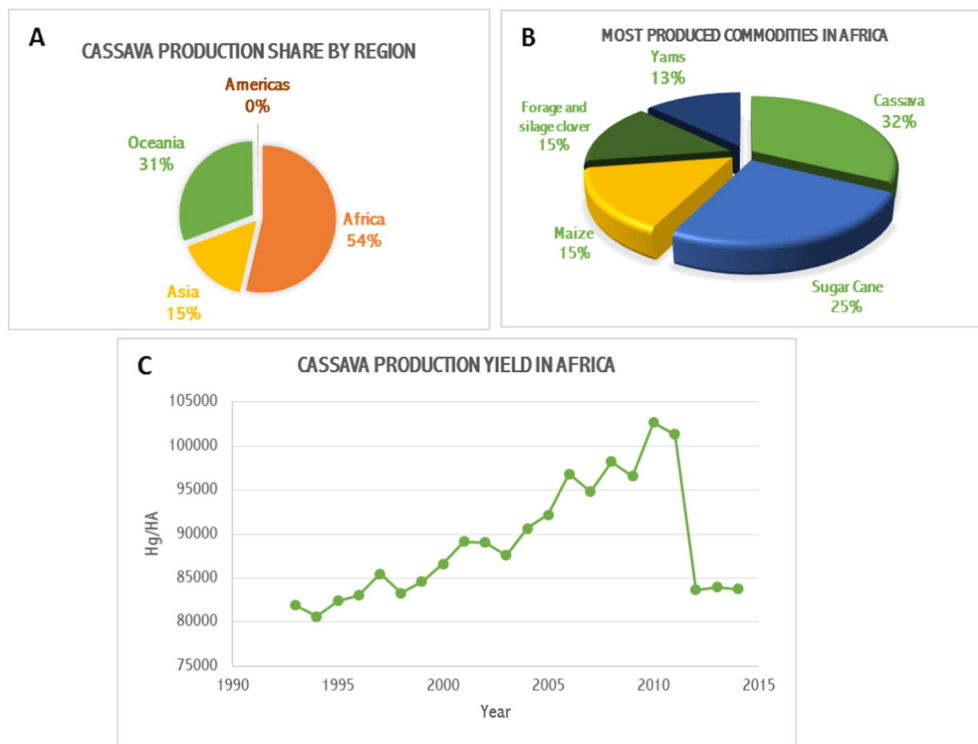 A
CASSAVA PRODUCTION SHARE BY REGION
Americas
0%
Oceania
31%
Africa
54%
Asia
15%
B
MOST PRODUCED COMMODITIES IN AFRICA
Yams
13%
Cassava
32%
Forage and
silage clover
15%
Maize
15%
Sugar Cane
25%
C
CASSAVA PRODUCTION YIELD IN AFRICA
105000
100000
95000
90000
85000
80000
75000
Hg/HA
1990
1995
2000
2005
2010
2015
Year